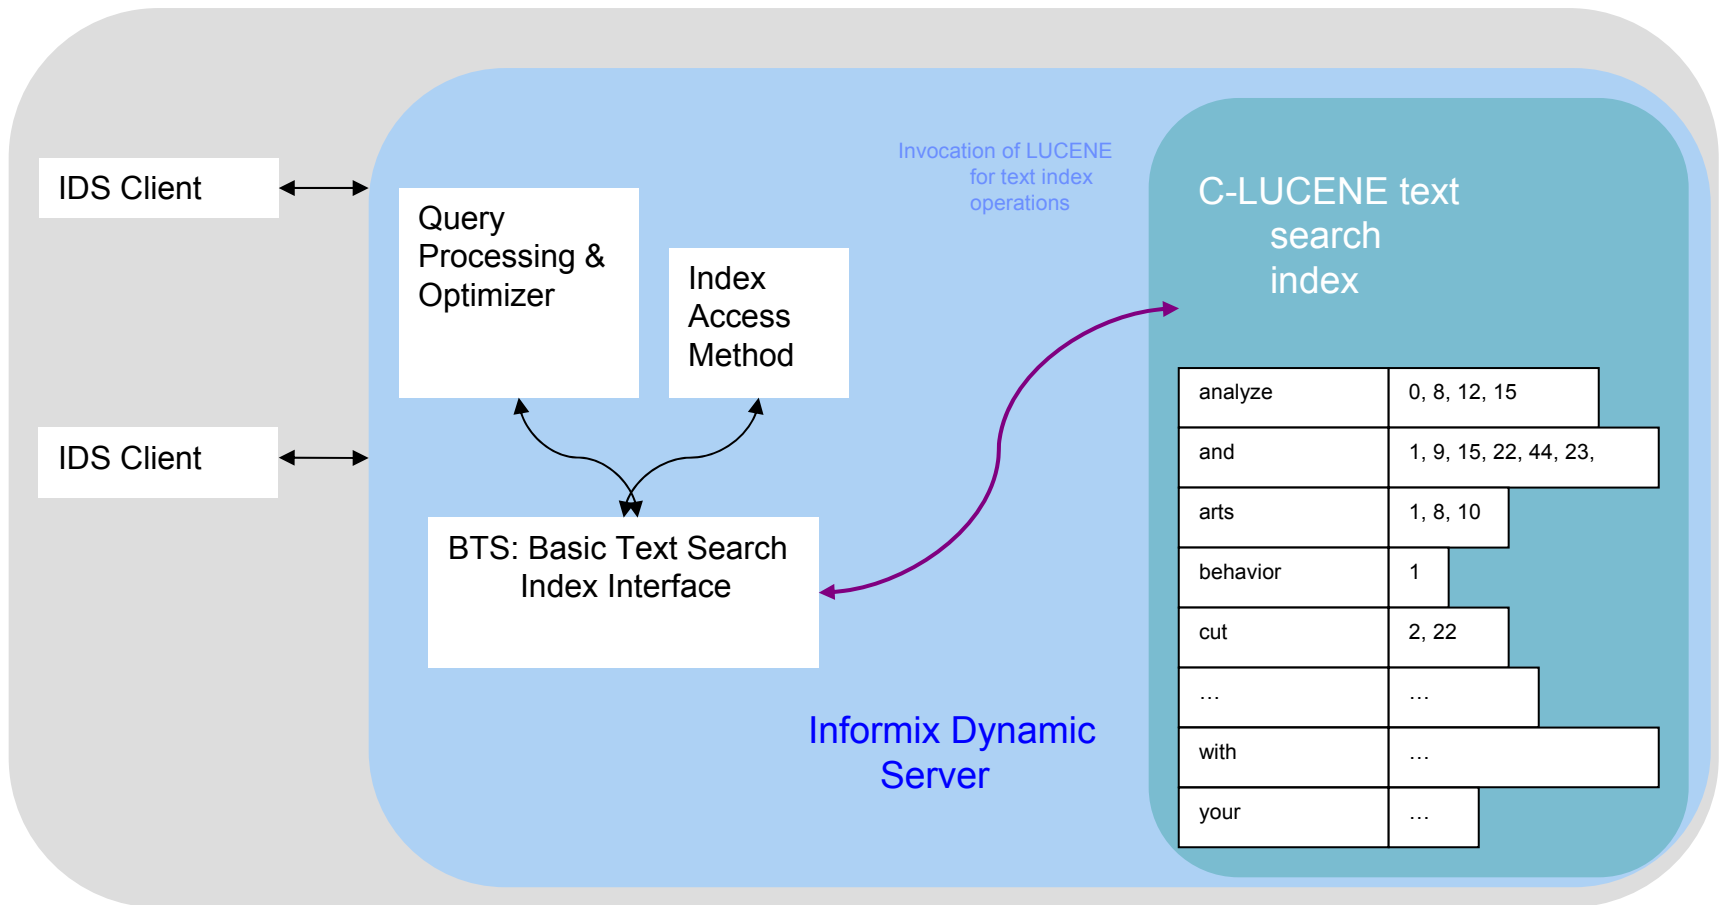 IDS Client
Query
Processing &
Optimizer
Index
Access
Method
Invocation of LUCENE
for text index
operations
C-LUCENE text
search
index
IDS Client
BTS: Basic Text Search
Index Interface
Informix Dynamic
Server
analyze 0, 8, 12, 15
and 1, 9, 15, 22, 44, 23,
arts 1, 8, 10
behavior 1
cut 2, 22
… …
with …
your …